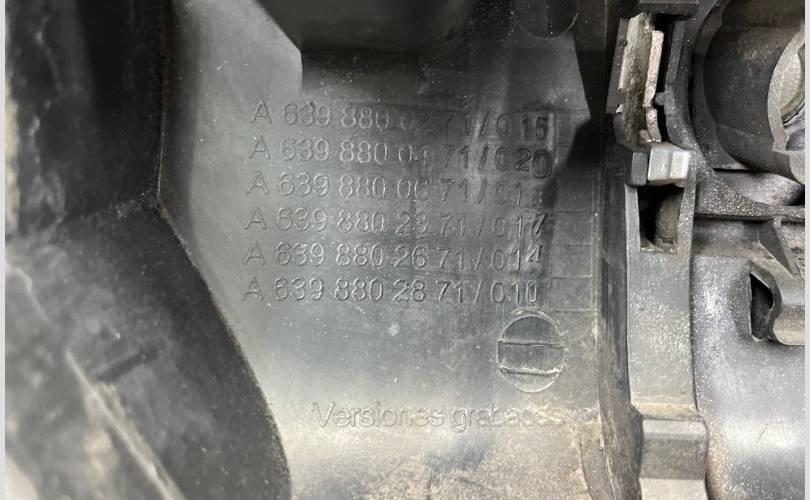 A 639 880 02 71/015
A 639 880 04 71/020
A 639 880 06 71/
A 639 880 23 71/017
A 639 880 26 71/014
A 639 880 28 71/010
Versiones grabadas